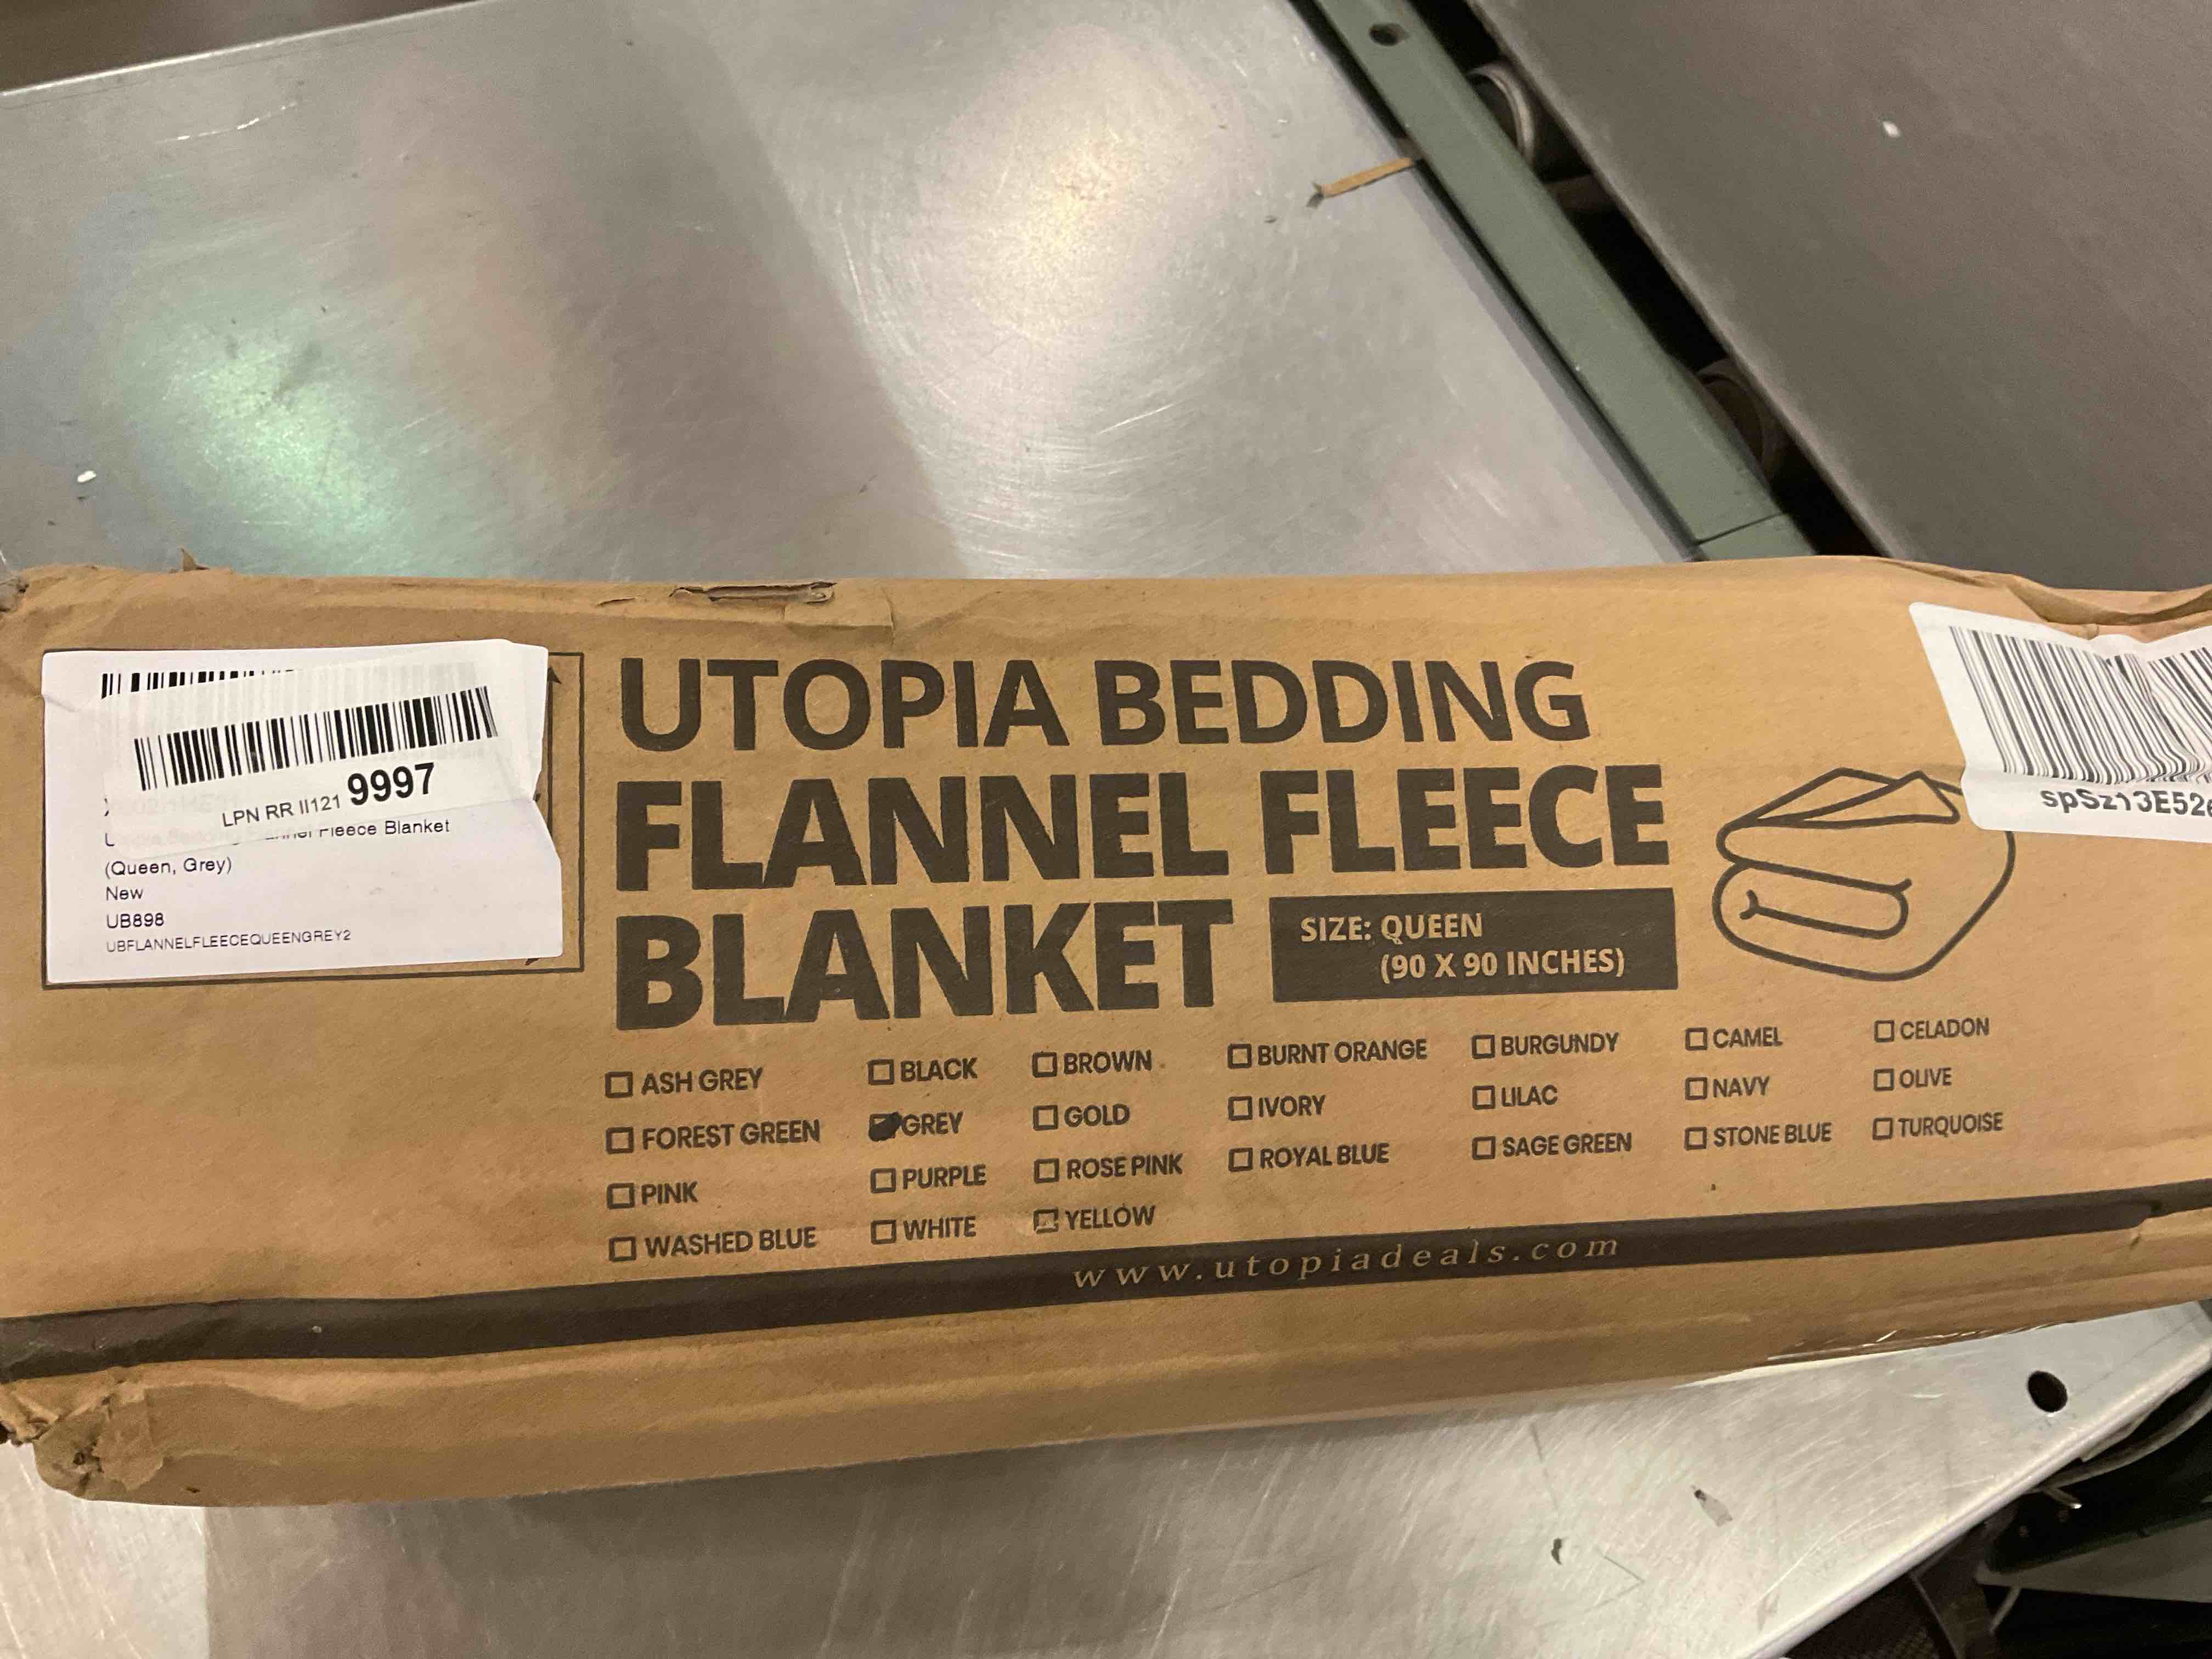 LPN RR II121 9997
Fleece Blanket
(Queen, Grey)
New
UB898
UBFLANNELFLEECEQUEENGREY2
UTOPIA BEDDING
FLANNEL FLEECE
BLANKET
SIZE: QUEEN
(90 X 90 INCHES)
spSz13E52
ASH GREY BLACK BROWN BURNT ORANGE BURGUNDY CAMEL CELADON
FOREST GREEN GREY GOLD IVORY LILAC NAVY OLIVE
PINK PURPLE ROSE PINK ROYAL BLUE SAGE GREEN STONE BLUE TURQUOISE
WASHED BLUE WHITE YELLOW
www.utopiadeals.com